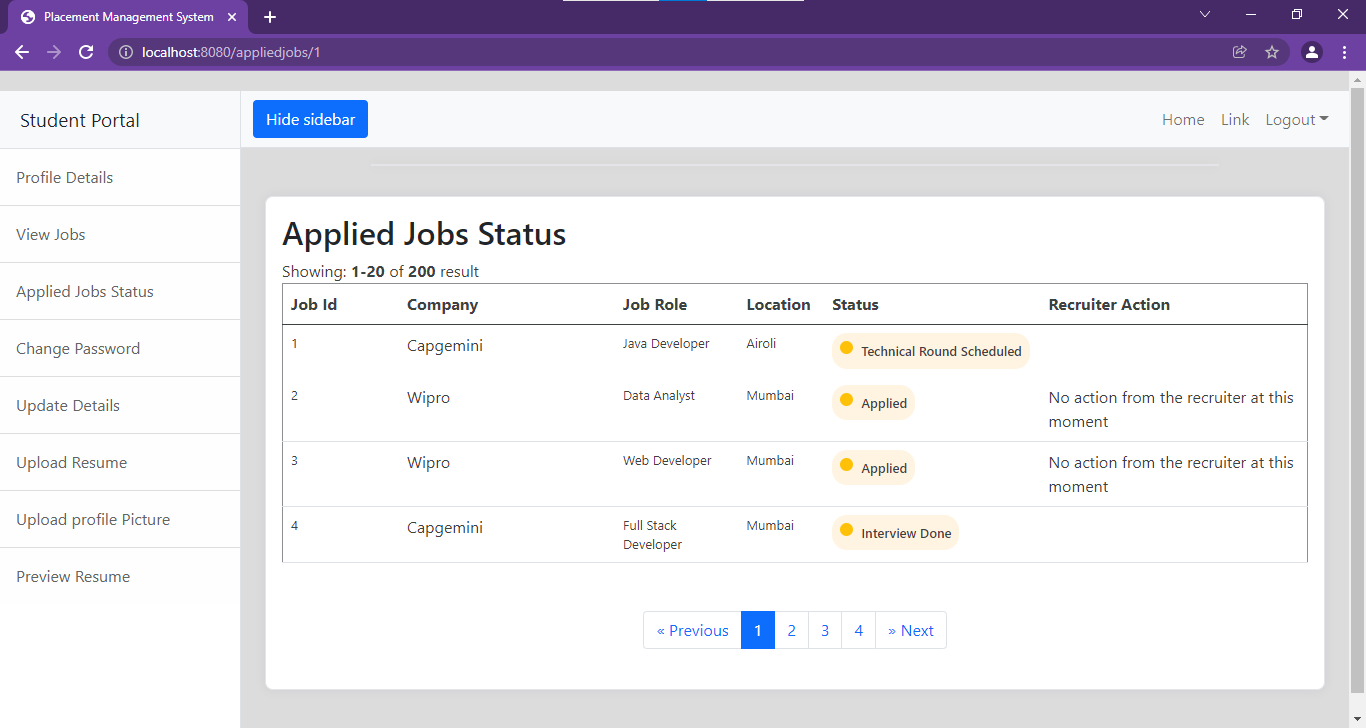 Placement Management System
localhost:8080/appliedjobs/1
Student Portal
Hide sidebar
Home Link Logout
Profile Details
View Jobs
Applied Jobs Status
Change Password
Update Details
Upload Resume
Upload profile Picture
Preview Resume
Applied Jobs Status
Showing: 1-20 of 200 result
Job Id Company Job Role Location Status Recruiter Action
1 Capgemini Java Developer Airoli Technical Round Scheduled
2 Wipro Data Analyst Mumbai Applied No action from the recruiter at this
moment
3 Wipro Web Developer Mumbai Applied No action from the recruiter at this
moment
4 Capgemini Full Stack Mumbai Interview Done
Developer
« Previous 1 2 3 4 » Next